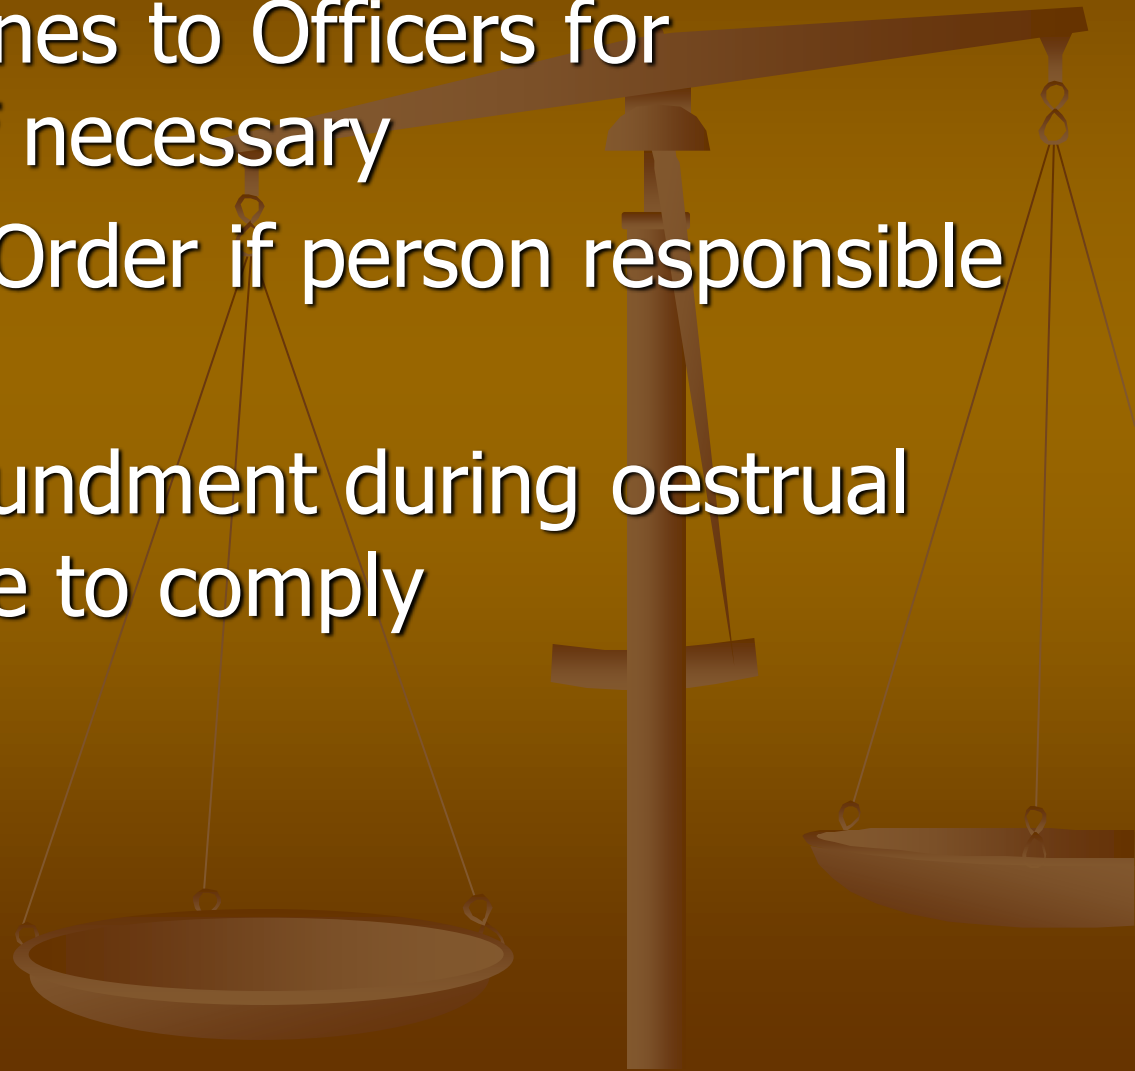 nes to Officers for
necessary
Order if person responsible
undment during oestrual
e to comply